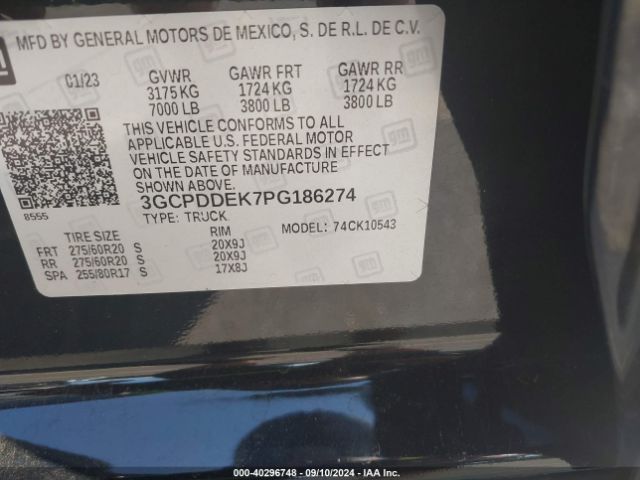 MFD BY GENERAL MOTORS DE MEXICO, S. DE R.L. DE C.V.
01/23 GVWR GAWR FRT GAWR RR
3175 KG 1724 KG 1724 KG
7000 LB 3800 LB 3800 LB
THIS VEHICLE CONFORMS TO ALL
APPLICABLE U.S. FEDERAL MOTOR
VEHICLE SAFETY STANDARDS IN EFFECT
ON THE DATE OF MANUFACTURE
SHOWN ABOVE.
8555 3GCPDDEK7PG186274
TYPE: TRUCK MODEL: 74CK10543
TIRE SIZE RIM
FRT 275/60R20 S 20X9J
RR 275/60R20 S 20X9J
SPA 255/80R17 S 17X8J
000-40296748 - 09/10/2024 - IAA Inc.